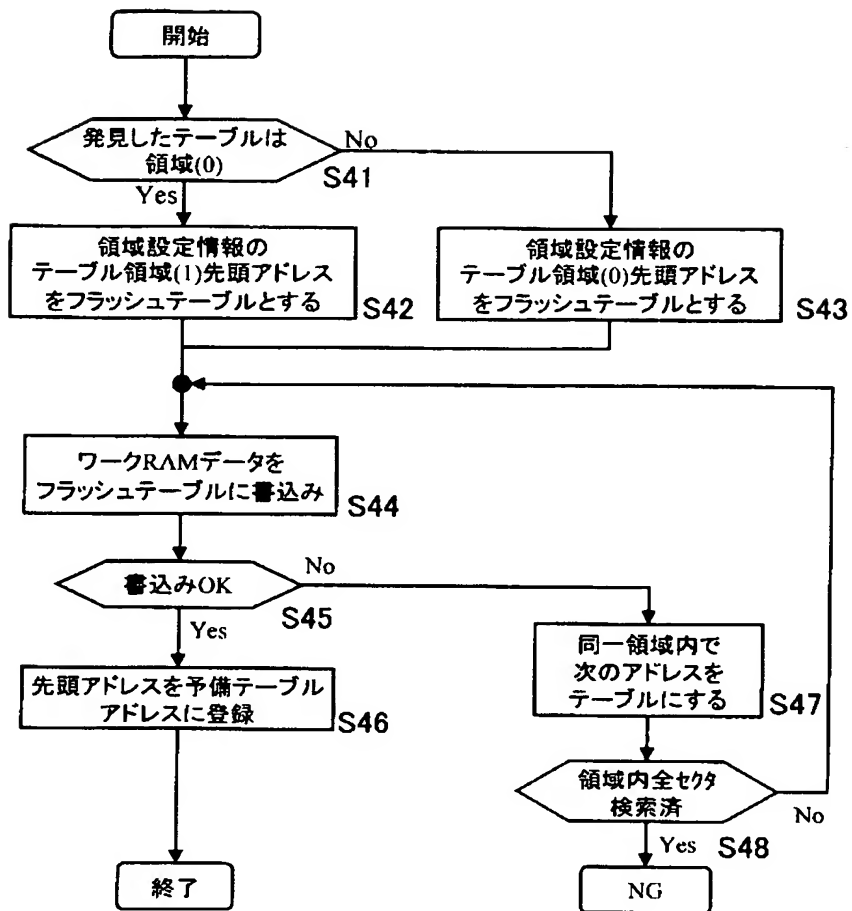 開始
発見したテーブルは
領域(0)
No
S41
Yes
領域設定情報の
テーブル領域(1)先頭アドレス
をフラッシュテーブルとする
S42
領域設定情報の
テーブル領域(0)先頭アドレス
をフラッシュテーブルとする
S43
ワークRAMデータを
フラッシュテーブルに書込み
S44
書込みOK
No
S45
Yes
先頭アドレスを予備テーブル
アドレスに登録
S46
同一領域内で
次のアドレスを
テーブルにする
S47
領域内全セクタ
検索済
No
Yes
S48
終了
NG